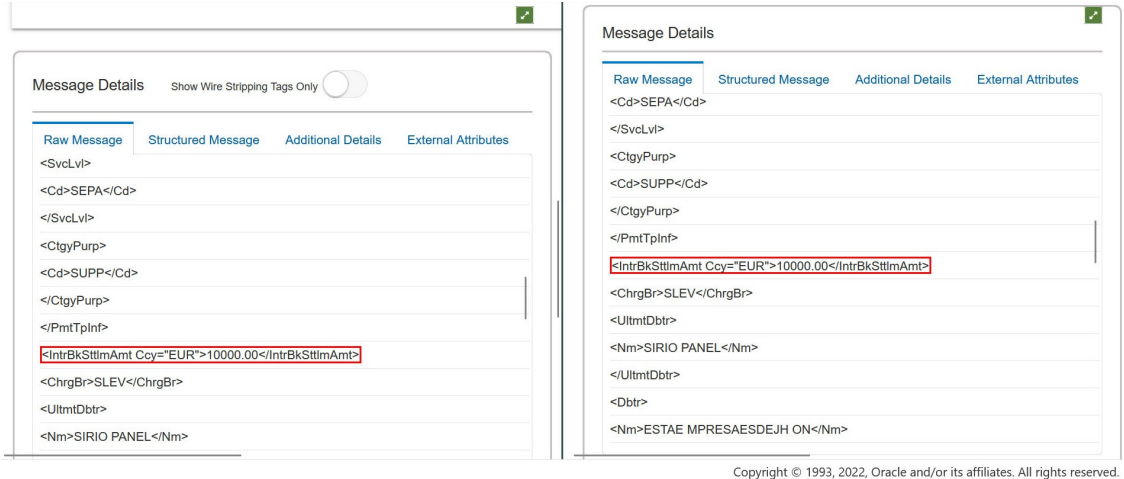 Message Details
Show Wire Stripping Tags Only
Raw Message Structured Message Additional Details External Attributes
<SvcLvl>
<Cd>SEPA</Cd>
</SvcLvl>
<CtgyPurp>
<Cd>SUPP</Cd>
</CtgyPurp>
</PmtTpInf>
<IntrBkSttlmAmt Ccy="EUR">10000.00</IntrBkSttlmAmt>
<ChrgBr>SLEV</ChrgBr>
<UltmtDbtr>
<Nm>SIRIO PANEL</Nm>
Message Details
Raw Message Structured Message Additional Details External Attributes
<Cd>SEPA</Cd>
</SvcLvl>
<CtgyPurp>
<Cd>SUPP</Cd>
</CtgyPurp>
</PmtTpInf>
<IntrBkSttlmAmt Ccy="EUR">10000.00</IntrBkSttlmAmt>
<ChrgBr>SLEV</ChrgBr>
<UltmtDbtr>
<Nm>SIRIO PANEL</Nm>
</UltmtDbtr>
<Dbtr>
<Nm>ESTAE MPRESAESDEJH ON</Nm>
Copyright © 1993, 2022, Oracle and/or its affiliates. All rights reserved.